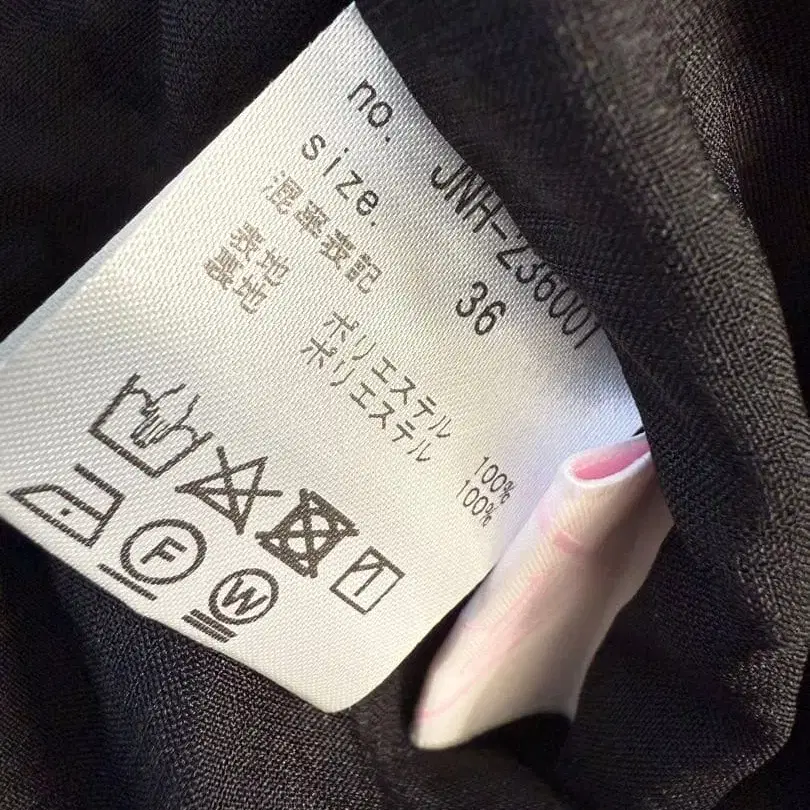 no. JNH-236001
size. 36
混率表記
表地 ポリエステル 100%
裏地 ポリエステル 100%
F W